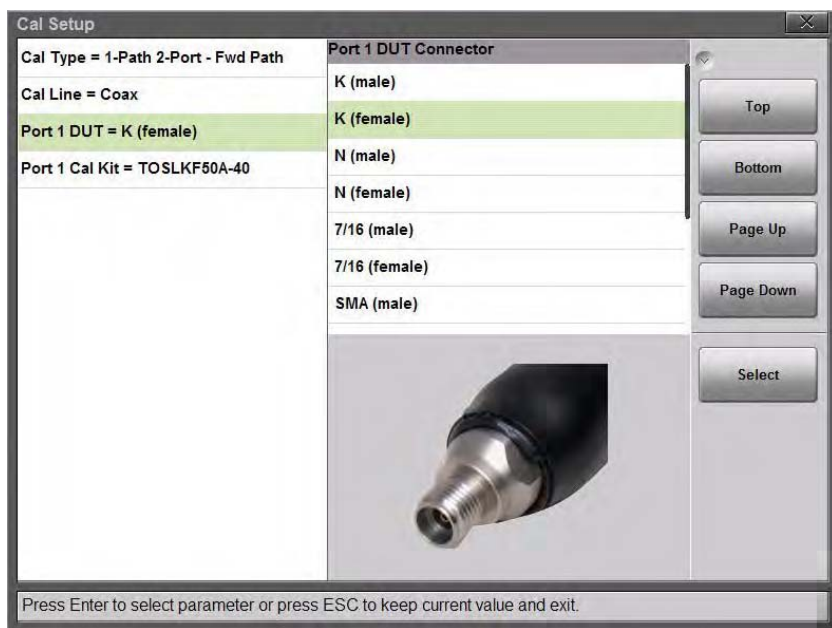 Cal Setup
Cal Type = 1-Path 2-Port - Fwd Path
Cal Line = Coax
Port 1 DUT = K (female)
Port 1 Cal Kit = TOSLKF50A-40
Port 1 DUT Connector
K (male)
K (female)
N (male)
N (female)
7/16 (male)
7/16 (female)
SMA (male)
Top
Bottom
Page Up
Page Down
Select
Press Enter to select parameter or press ESC to keep current value and exit.